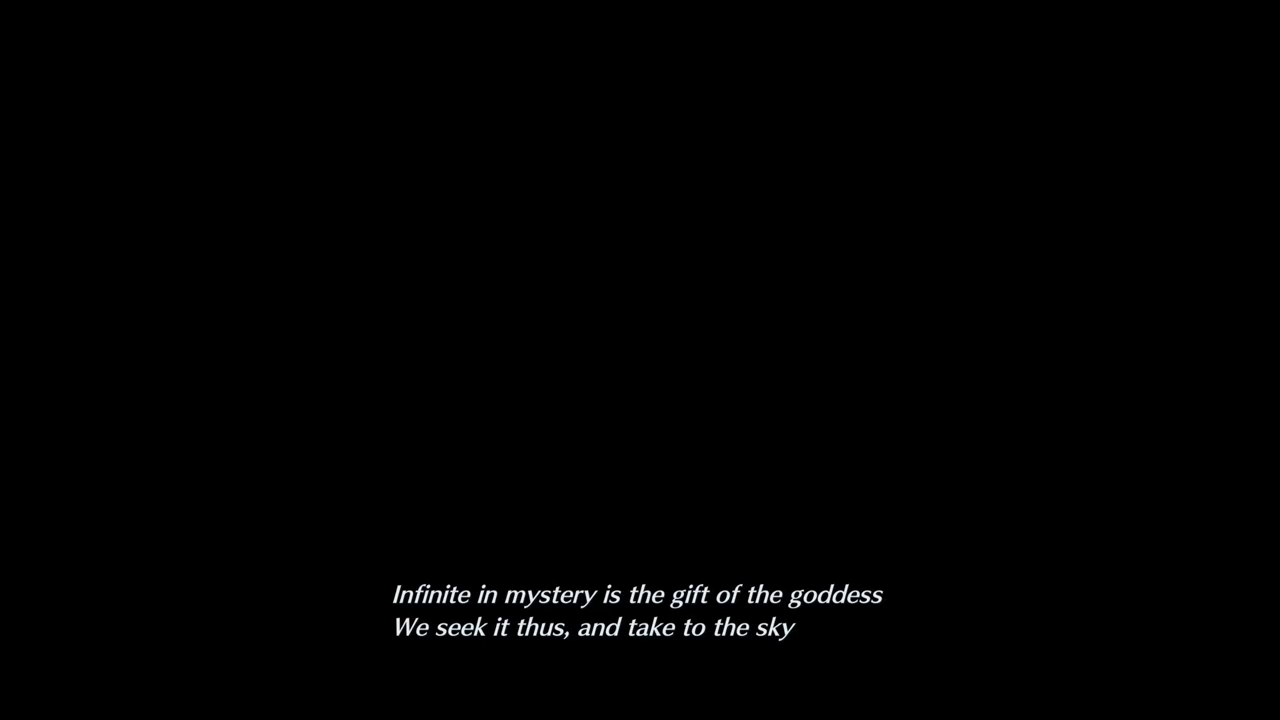 Infinite in mystery is the gift of the goddess
We seek it thus, and take to the sky